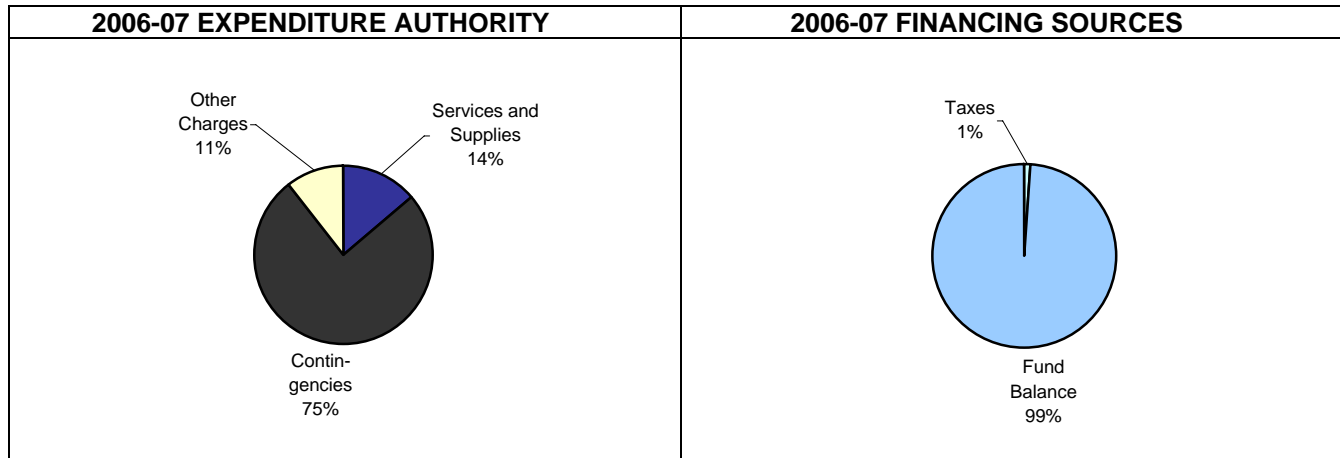 2006-07 EXPENDITURE AUTHORITY
Other
Charges
11%
Services and
Supplies
14%
Contin-
gencies
75%
2006-07 FINANCING SOURCES
Taxes
1%
Fund
Balance
99%